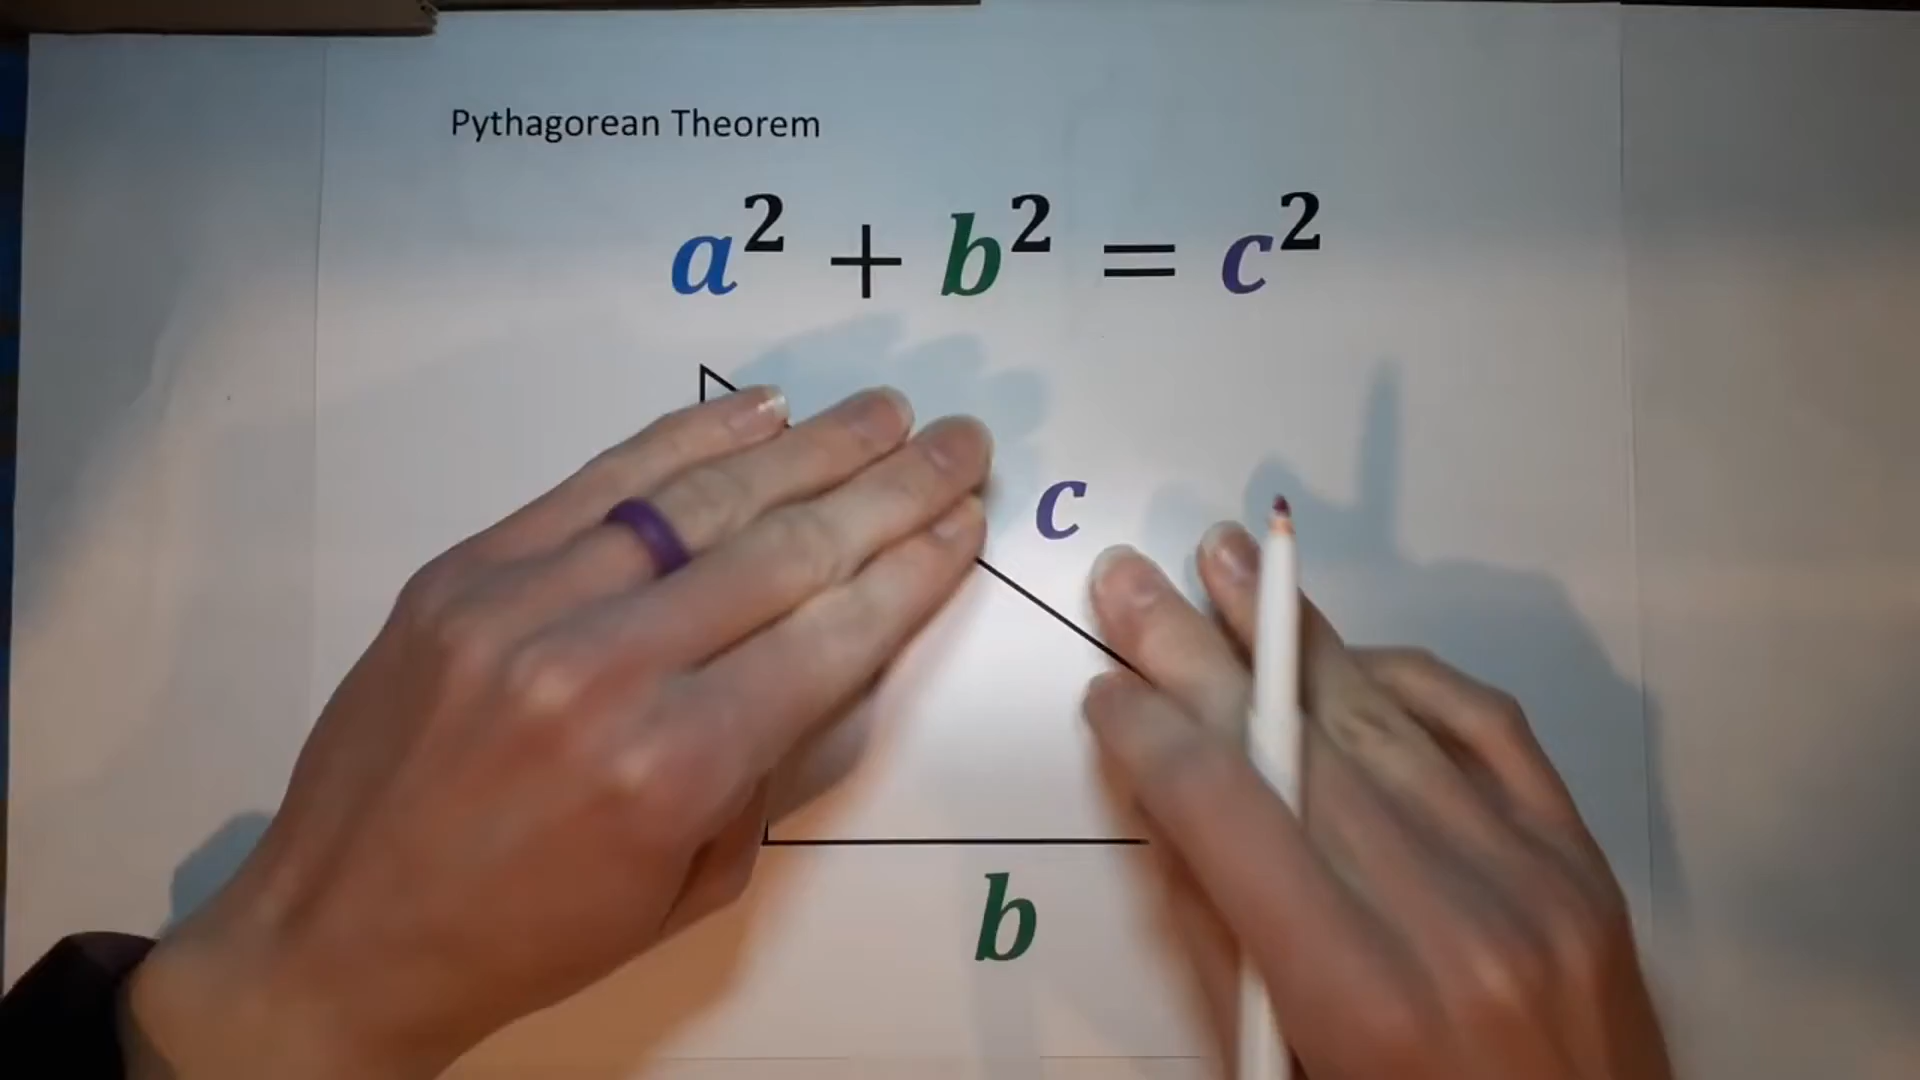 Pythagorean Theorem
a² + b² = c²
c
b